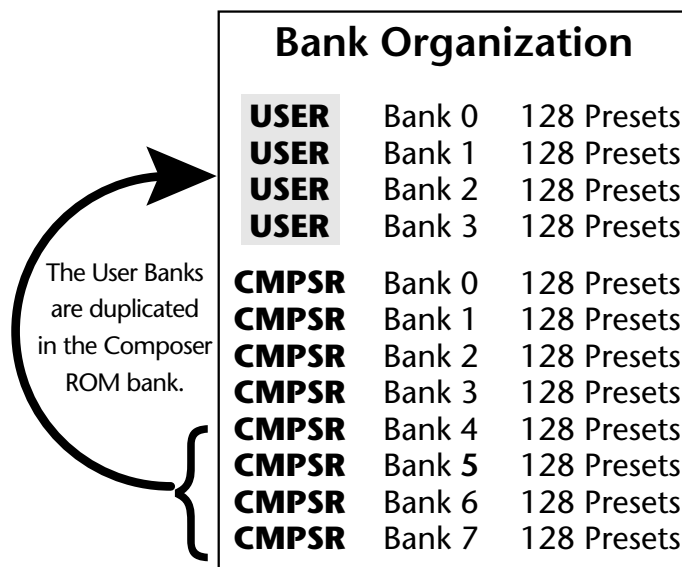 Bank Organization
USER Bank 0 128 Presets
USER Bank 1 128 Presets
USER Bank 2 128 Presets
USER Bank 3 128 Presets
The User Banks
are duplicated
in the Composer
ROM bank.
CMPSR Bank 0 128 Presets
CMPSR Bank 1 128 Presets
CMPSR Bank 2 128 Presets
CMPSR Bank 3 128 Presets
CMPSR Bank 4 128 Presets
CMPSR Bank 5 128 Presets
CMPSR Bank 6 128 Presets
CMPSR Bank 7 128 Presets